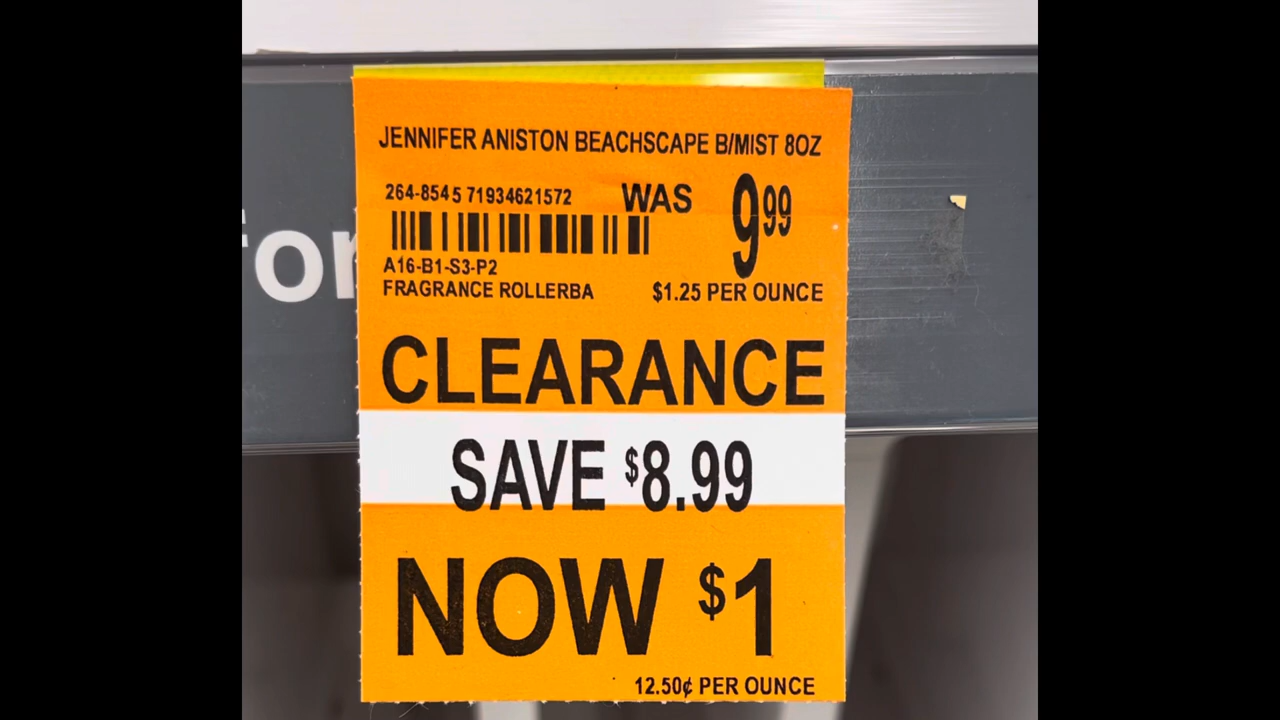 JENNIFER ANISTON BEACHSCAPE B/MIST 8OZ
264-8545 71934621572 WAS 9.99
A16-B1-S3-P2
FRAGRANCE ROLLERBA $1.25 PER OUNCE
for
CLEARANCE
SAVE $8.99
NOW $1
12.50¢ PER OUNCE